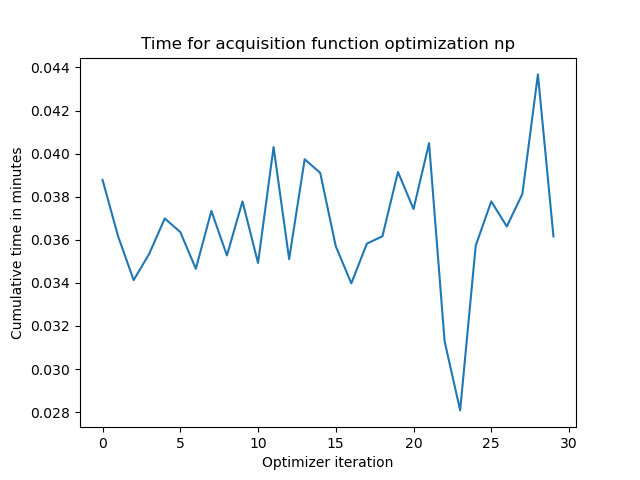 Time for acquisition function optimization np
Cumulative time in minutes
0.044
0.042
0.040
0.038
0.036
0.034
0.032
0.030
0.028
0 5 10 15 20 25 30
Optimizer iteration